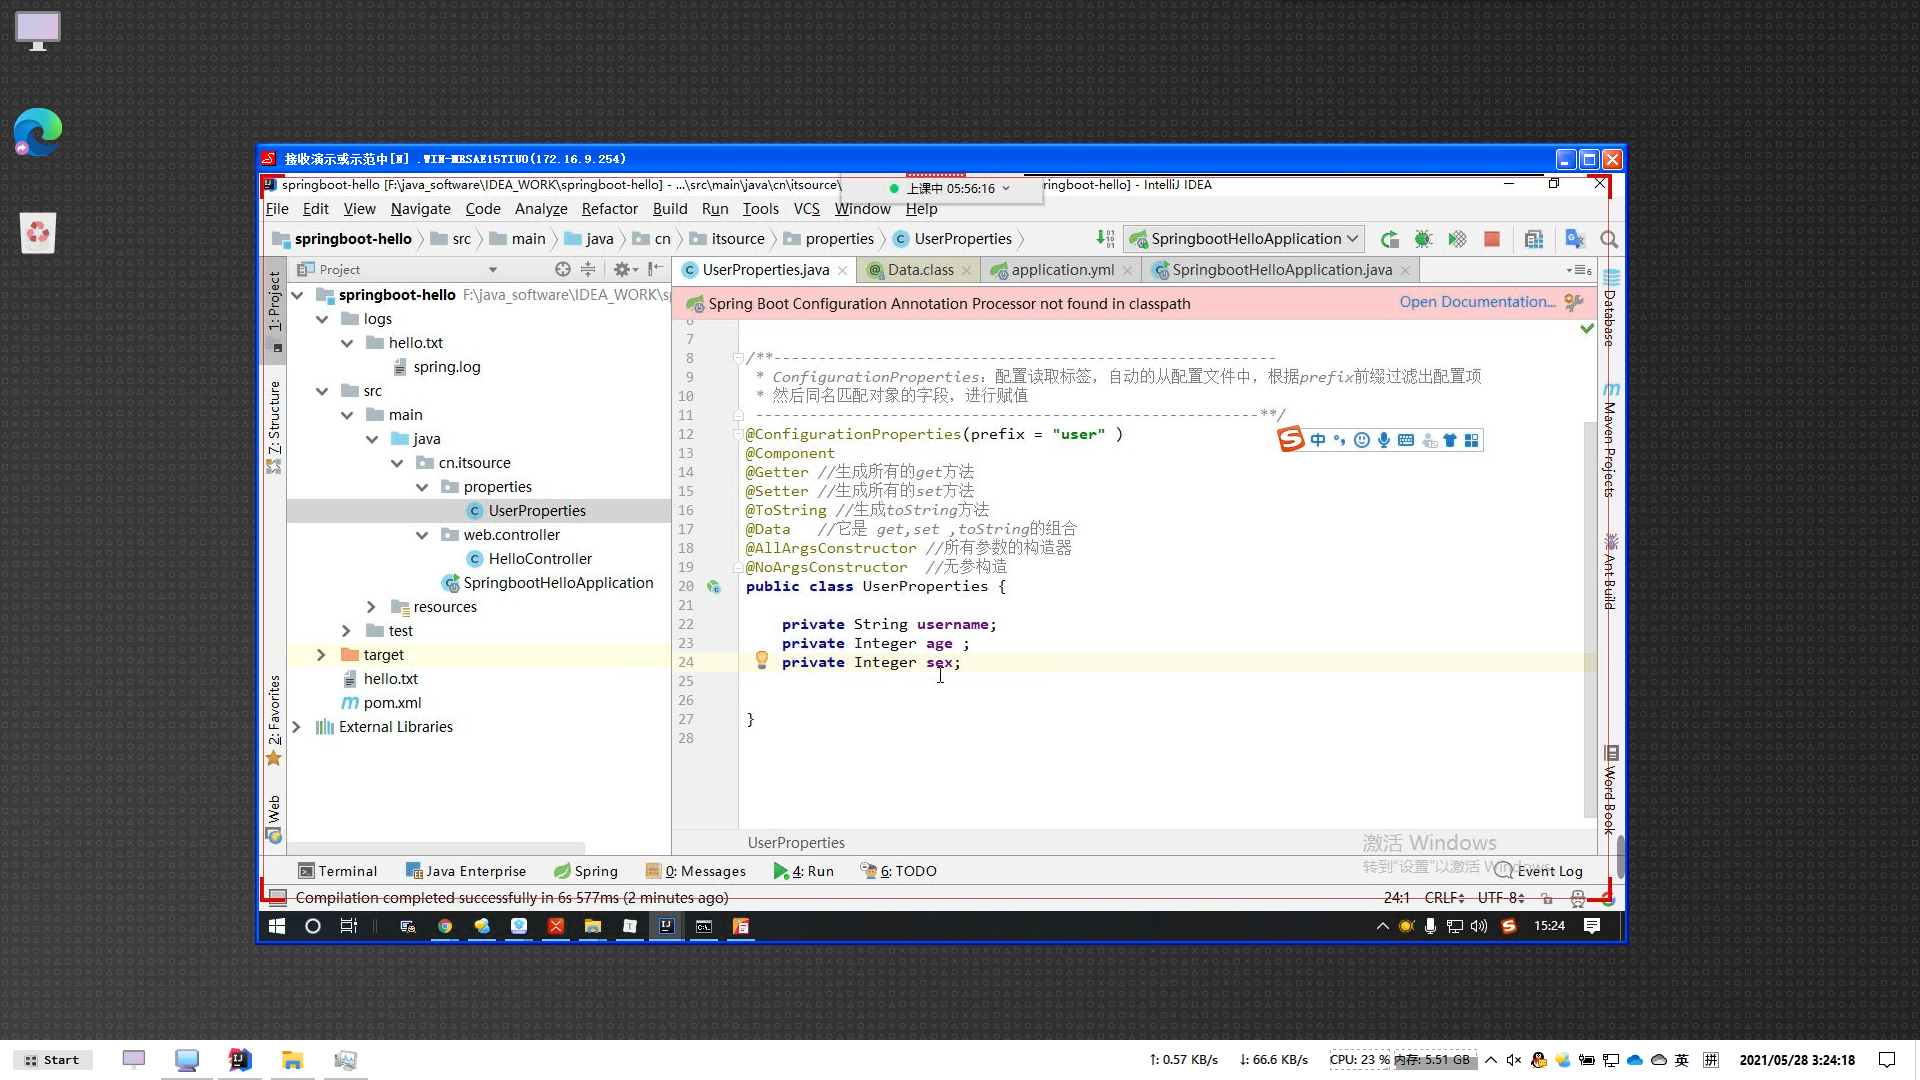 接收演示或示范中[N] .WIN-MRSAE15TIVO(172.16.9.254)
springboot-hello [F:\java_software\IDEA_WORK\springboot-hello] - ...\src\main\java\cn\itsource\
上课中 05:56:16
ringboot-hello] - IntelliJ IDEA
File Edit View Navigate Code Analyze Refactor Build Run Tools VCS Window Help
springboot-hello src main java cn itsource properties UserProperties
SpringbootHelloApplication
Project
UserProperties.java Data.class application.yml SpringbootHelloApplication.java
Spring Boot Configuration Annotation Processor not found in classpath
Open Documentation...
1: Project
7: Structure
2: Favorites
Web
springboot-hello F:\java_software\IDEA_WORK\s
logs
hello.txt
spring.log
src
main
java
cn.itsource
properties
UserProperties
web.controller
HelloController
SpringbootHelloApplication
resources
test
target
hello.txt
pom.xml
External Libraries
6
7
8 /**--------------------------------------------------------
9 * ConfigurationProperties：配置读取标签，自动的从配置文件中，根据prefix前缀过滤出配置项
10 * 然后同名匹配对象的字段，进行赋值
11 --------------------------------------------------------**/
12 @ConfigurationProperties(prefix = "user" )
13 @Component
14 @Getter //生成所有的get方法
15 @Setter //生成所有的set方法
16 @ToString //生成toString方法
17 @Data //它是 get,set ,toString的组合
18 @AllArgsConstructor //所有参数的构造器
19 @NoArgsConstructor //无参构造
20 public class UserProperties {
21
22 private String username;
23 private Integer age ;
24 private Integer sex;
25
26
27 }
28
中
Database
Maven Projects
Ant Build
Word Book
UserProperties
激活 Windows
转到"设置"以激活 Windows。
Terminal Java Enterprise Spring 0: Messages 4: Run 6: TODO Event Log
Compilation completed successfully in 6s 577ms (2 minutes ago)
24:1 CRLF UTF-8
15:24
Start
↑: 0.57 KB/s ↓: 66.6 KB/s CPU: 23 % 内存: 5.51 GB 英 拼 2021/05/28 3:24:18